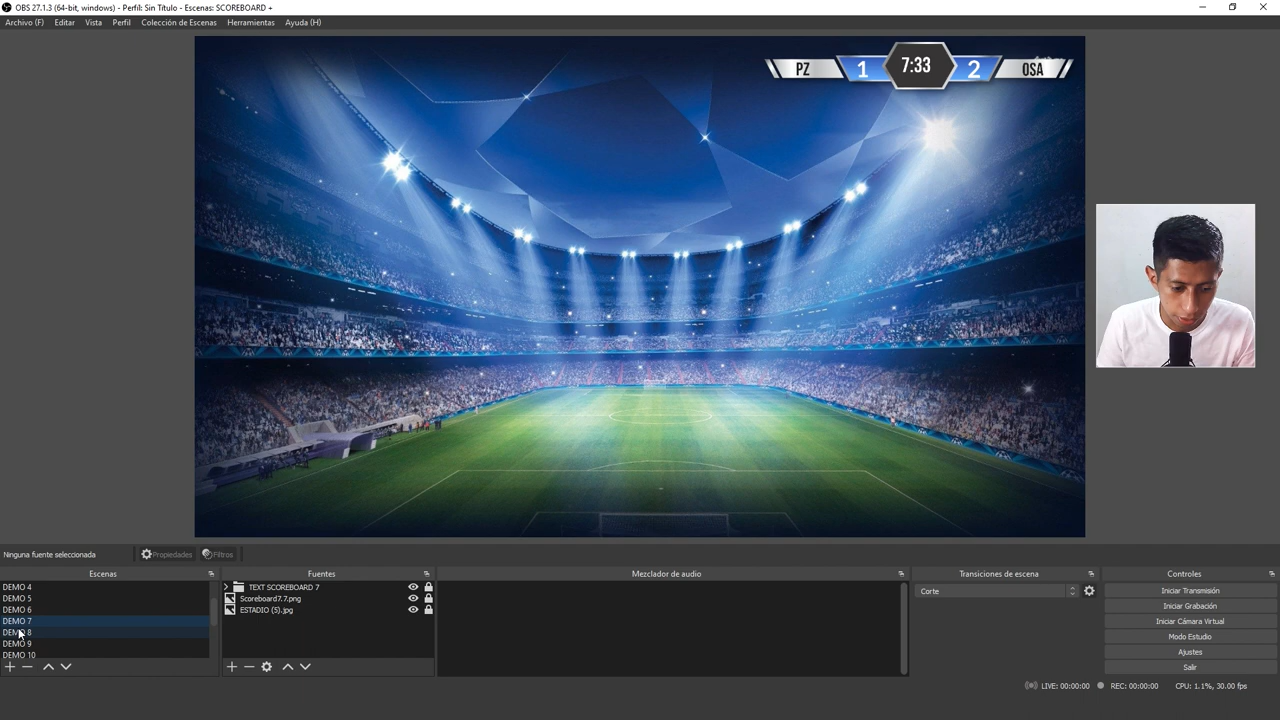 OBS 27.1.3 (64-bit, windows) - Perfil: Sin Título - Escenas: SCOREBOARD +
Archivo (F) Editar Vista Perfil Colección de Escenas Herramientas Ayuda (H)
PZ 1 7:33 2 OSA
Ninguna fuente seleccionada Propiedades Filtros
Escenas Fuentes Mezclador de audio Transiciones de escena Controles
DEMO 4
DEMO 5
DEMO 6
DEMO 7
DEMO 8
DEMO 9
DEMO 10
TEXT SCOREBOARD 7
Scoreboard7.7.png
ESTADIO (5).jpg
Corte
Iniciar Transmisión
Iniciar Grabación
Iniciar Cámara Virtual
Modo Estudio
Ajustes
Salir
LIVE: 00:00:00 REC: 00:00:00 CPU: 1.1%, 30.00 fps